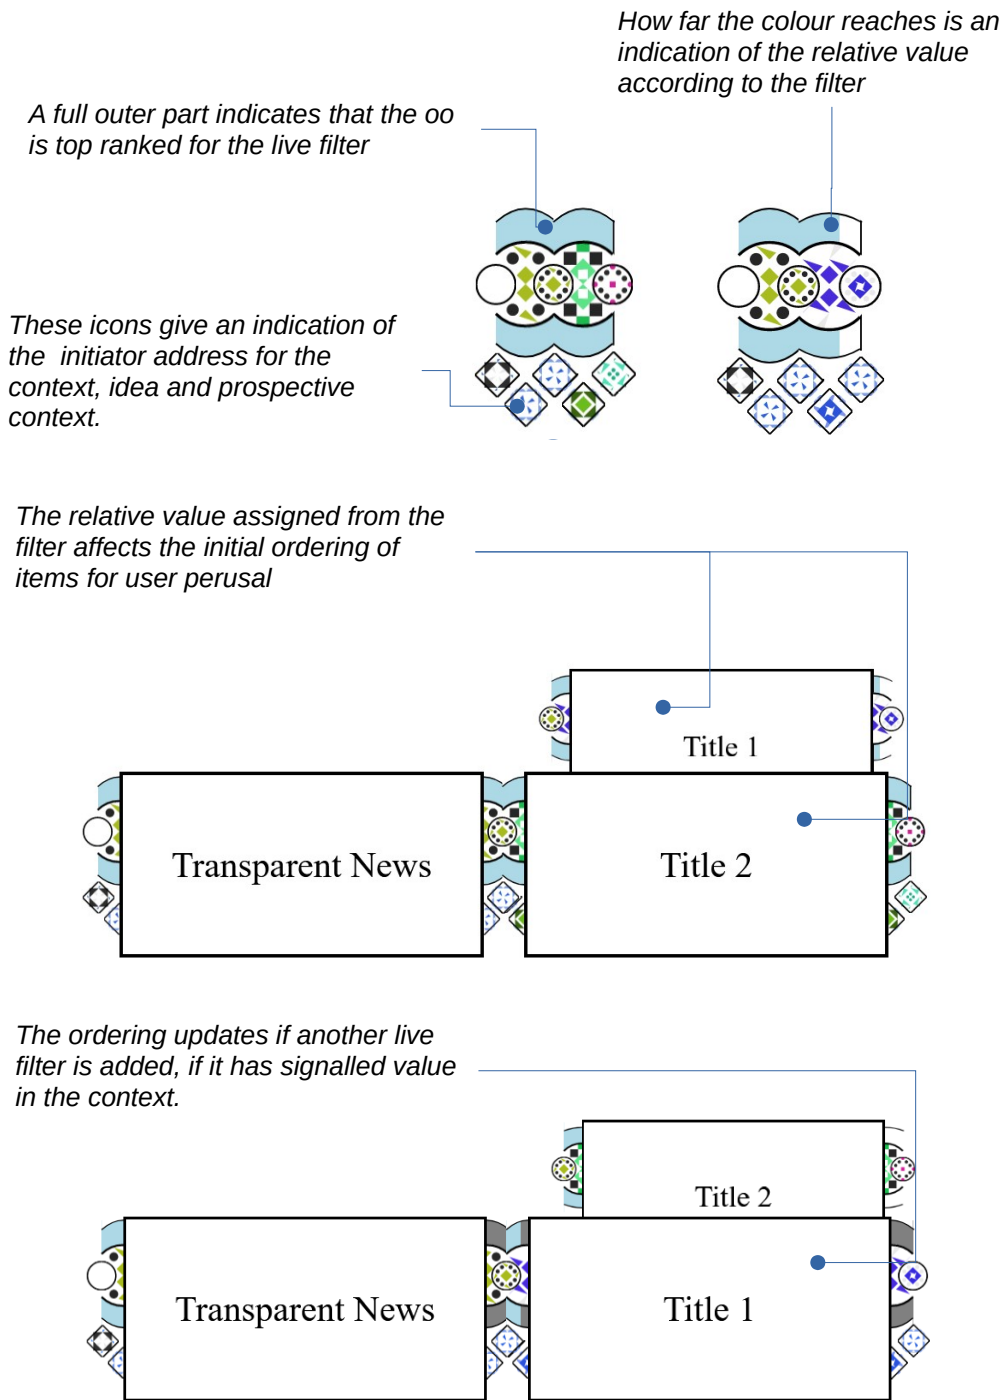 How far the colour reaches is an
indication of the relative value
according to the filter
A full outer part indicates that the oo
is top ranked for the live filter
These icons give an indication of
the  initiator address for the
context, idea and prospective
context.
The relative value assigned from the
filter affects the initial ordering of
items for user perusal
Title 1
Transparent News
Title 2
The ordering updates if another live
filter is added, if it has signalled value
in the context.
Title 2
Transparent News
Title 1